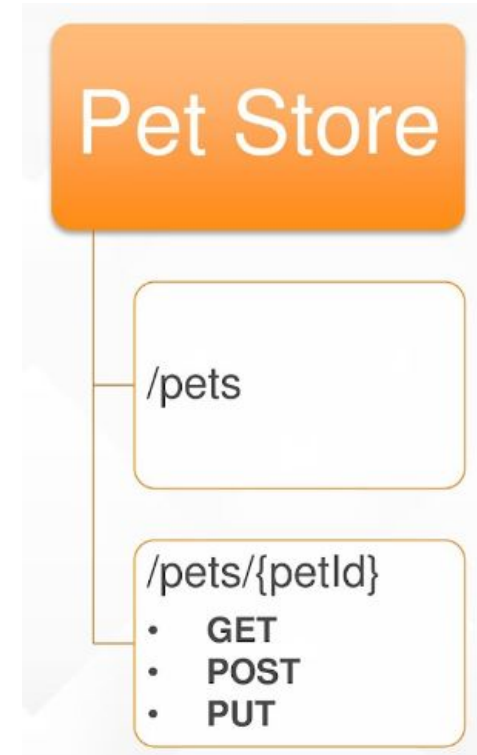 Pet Store
/pets
/pets/{petId}
• GET
• POST
• PUT